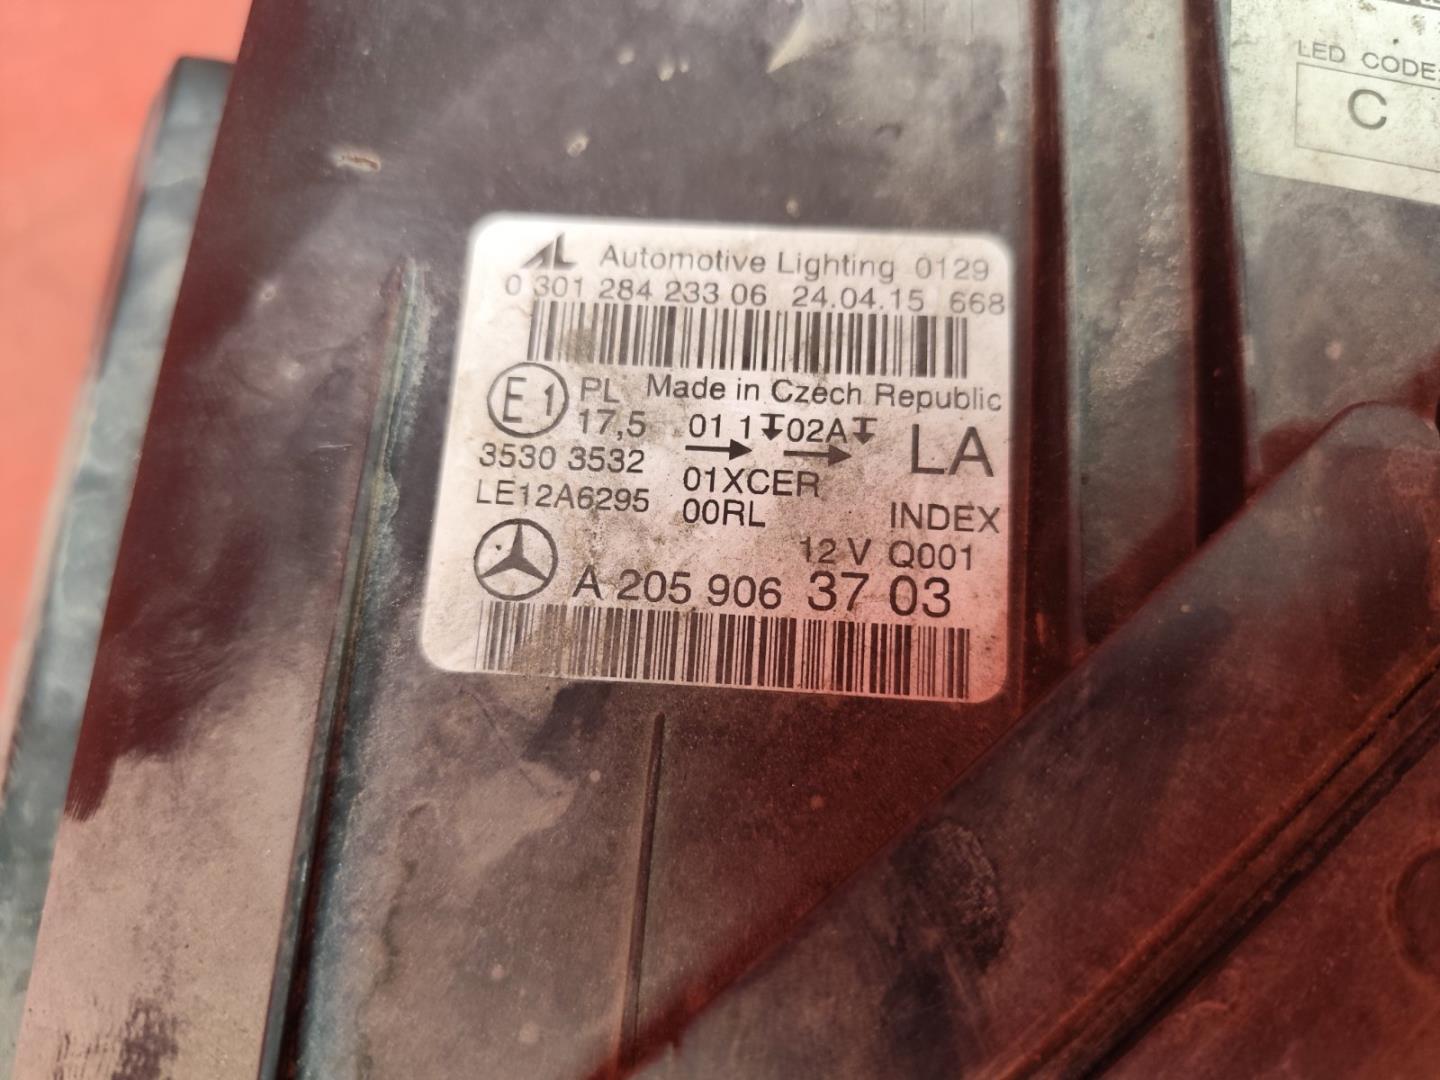 LED CODE:
C
AL Automotive Lighting 0129
0 301 284 233 06 24.04.15 668
E1 PL Made in Czech Republic
17,5 01 1 02A LA
3530 3532 01XCER
LE12A6295 00RL INDEX
12 V Q001
A 205 906 37 03